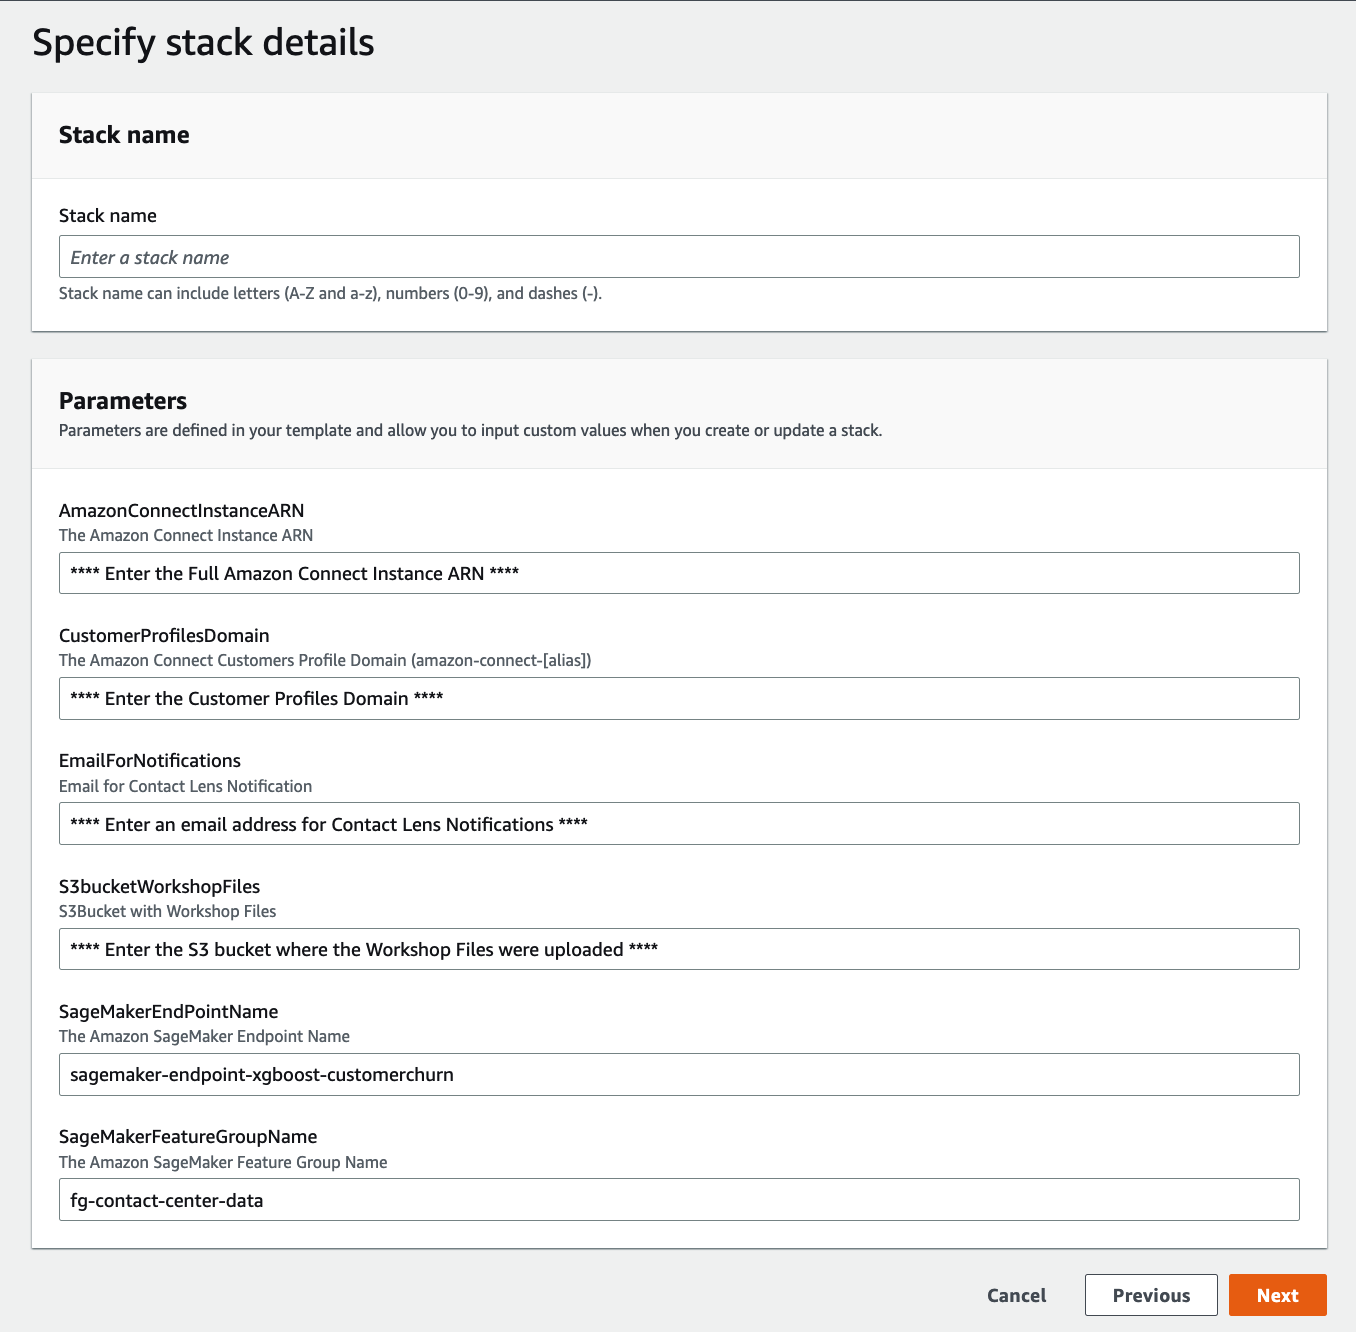 Specify stack details
Stack name
Stack name
Enter a stack name
Stack name can include letters (A-Z and a-z), numbers (0-9), and dashes (-).
Parameters
Parameters are defined in your template and allow you to input custom values when you create or update a stack.
AmazonConnectInstanceARN
The Amazon Connect Instance ARN
**** Enter the Full Amazon Connect Instance ARN ****
CustomerProfilesDomain
The Amazon Connect Customers Profile Domain (amazon-connect-[alias])
**** Enter the Customer Profiles Domain ****
EmailForNotifications
Email for Contact Lens Notification
**** Enter an email address for Contact Lens Notifications ****
S3bucketWorkshopFiles
S3Bucket with Workshop Files
**** Enter the S3 bucket where the Workshop Files were uploaded ****
SageMakerEndPointName
The Amazon SageMaker Endpoint Name
sagemaker-endpoint-xgboost-customerchurn
SageMakerFeatureGroupName
The Amazon SageMaker Feature Group Name
fg-contact-center-data
Cancel
Previous
Next